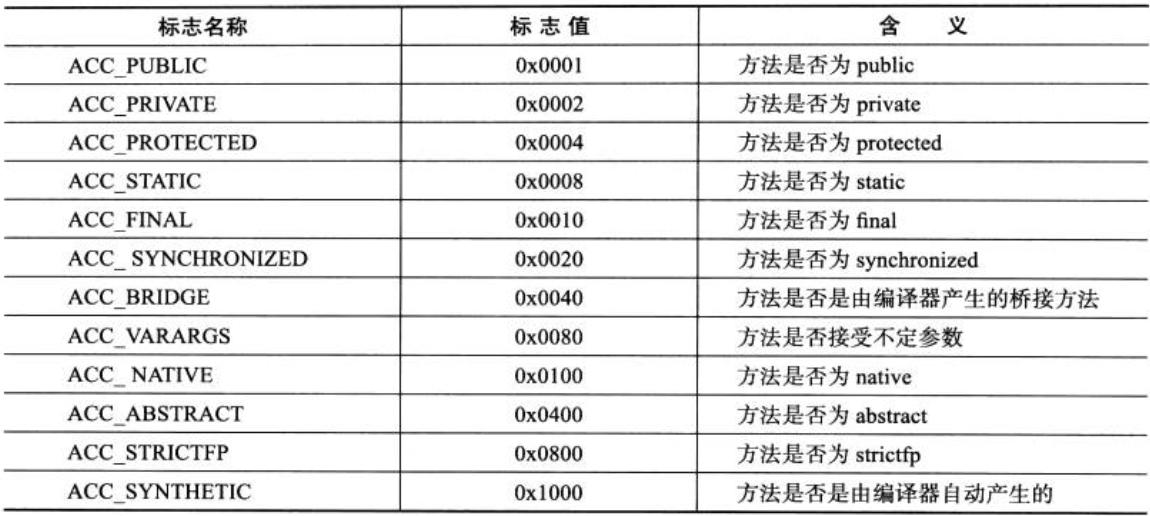 标志名称 标 志 值 含 义
ACC_PUBLIC 0x0001 方法是否为 public
ACC_PRIVATE 0x0002 方法是否为 private
ACC_PROTECTED 0x0004 方法是否为 protected
ACC_STATIC 0x0008 方法是否为 static
ACC_FINAL 0x0010 方法是否为 final
ACC_ SYNCHRONIZED 0x0020 方法是否为 synchronized
ACC_BRIDGE 0x0040 方法是否是由编译器产生的桥接方法
ACC_VARARGS 0x0080 方法是否接受不定参数
ACC_ NATIVE 0x0100 方法是否为 native
ACC_ABSTRACT 0x0400 方法是否为 abstract
ACC_STRICTFP 0x0800 方法是否为 strictfp
ACC_SYNTHETIC 0x1000 方法是否是由编译器自动产生的